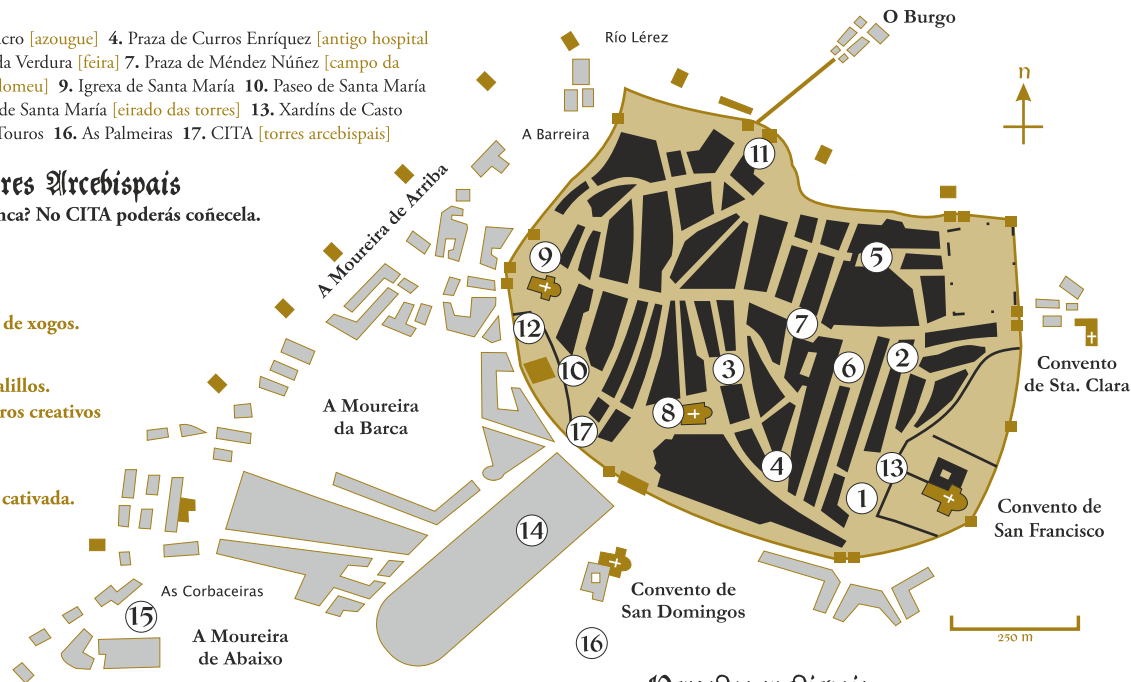 cro [azougue] 4. Praza de Curros Enríquez [antigo hospital
da Verdura [feira] 7. Praza de Méndez Núñez [campo da
lomeu] 9. Igrexa de Santa María 10. Paseo de Santa María
de Santa María [eirado das torres] 13. Xardíns de Casto
Touros 16. As Palmeiras 17. CITA [torres arcebispais]
res Arcebispais
nca? No CITA poderás coñecela.
de xogos.
alillos.
ros creativos
cativada.
O Burgo
Río Lérez
n
A Barreira
11
A Moureira de Arriba
5
9
12
7
Convento
de Sta. Clara
10
3
6
2
A Moureira
da Barca
8
17
4
13
1
Convento de
San Francisco
14
As Corbaceiras
Convento de
San Domingos
15
A Moureira
de Abaixo
16
250 m